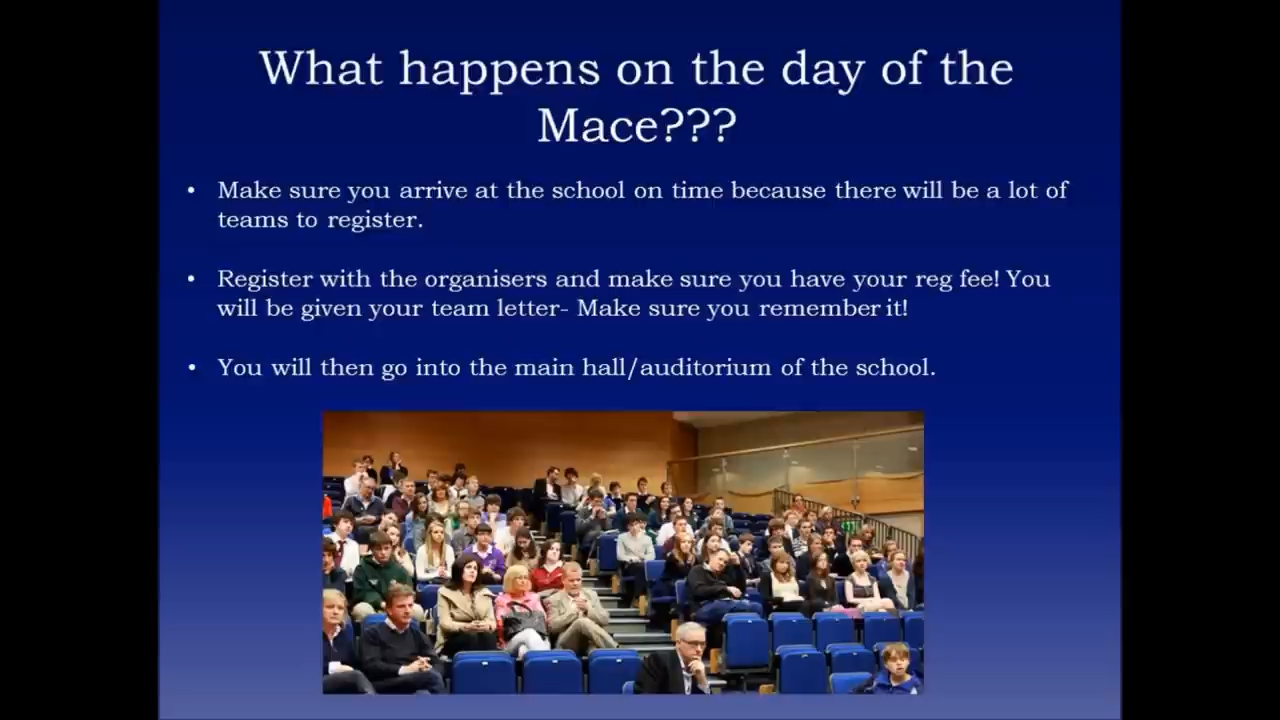 What happens on the day of the
Mace???
• Make sure you arrive at the school on time because there will be a lot of
teams to register.
• Register with the organisers and make sure you have your reg fee! You
will be given your team letter- Make sure you remember it!
• You will then go into the main hall/auditorium of the school.